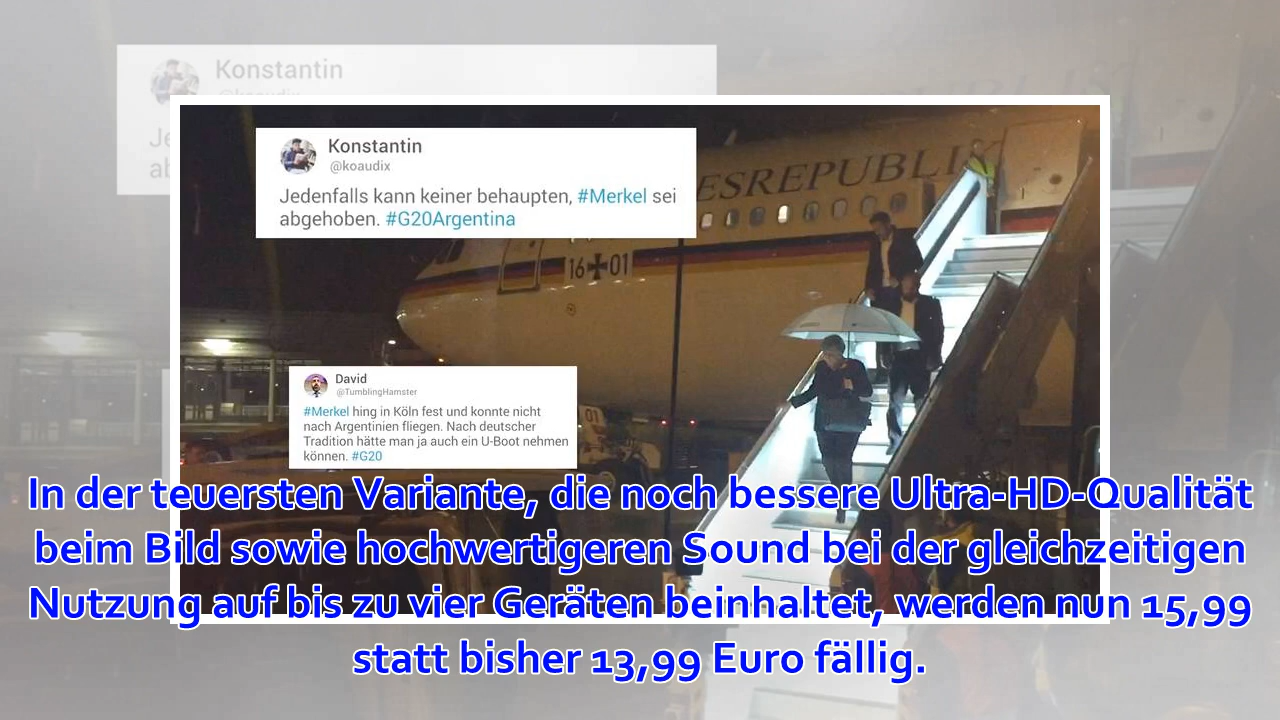 Konstantin
Konstantin
@koaudix
Jedenfalls kann keiner behaupten, #Merkel sei
abgehoben. #G20Argentina
ESREPUBLIK
16 01
David
@TumblingHamster
#Merkel hing in Köln fest und konnte nicht
nach Argentinien fliegen. Nach deutscher
Tradition hätte man ja auch ein U-Boot nehmen
können. #G20
01
In der teuersten Variante, die noch bessere Ultra-HD-Qualität
beim Bild sowie hochwertigeren Sound bei der gleichzeitigen
Nutzung auf bis zu vier Geräten beinhaltet, werden nun 15,99
statt bisher 13,99 Euro fällig.